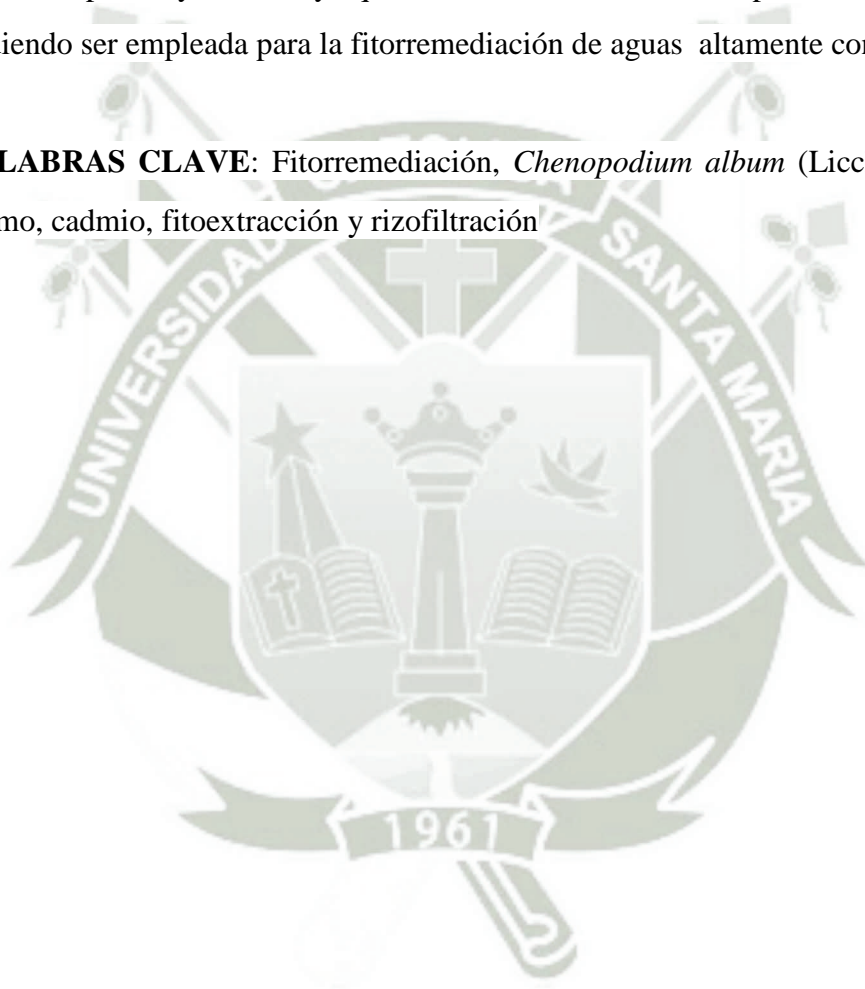 diendo ser empleada para la fitorremediación de aguas altamente con
LABRAS CLAVE: Fitorremediación, Chenopodium album (Licc
mo, cadmio, fitoextracción y rizofiltración
UNIVERSIDAD
SANTA MARIA
1961